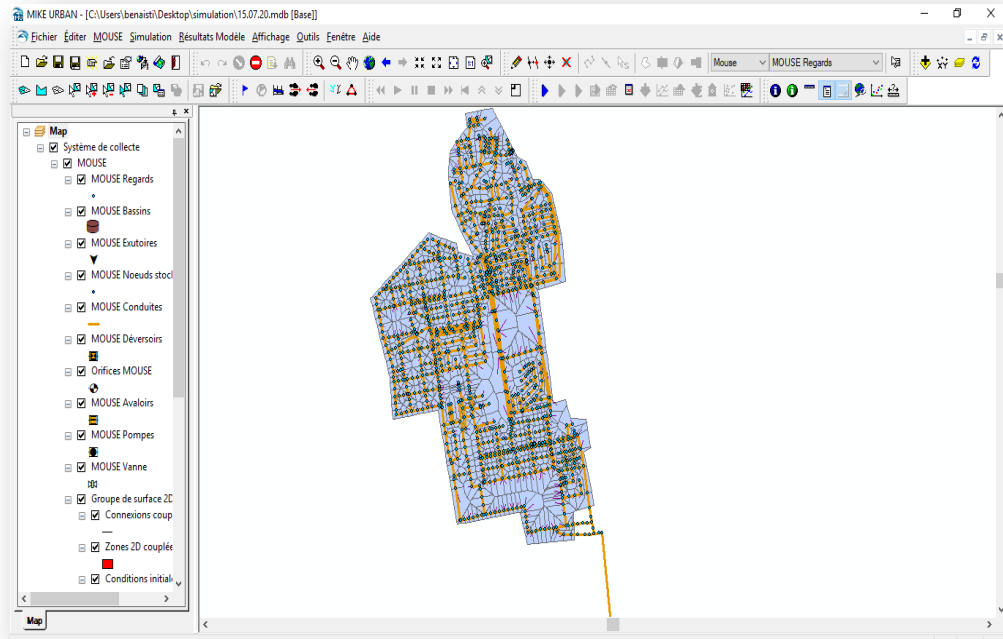 MIKE URBAN - [C:\Users\benaisti\Desktop\simulation\15.07.20.mdb [Base]]
Fichier Éditer MOUSE Simulation Résultats Modèle Affichage Outils Fenêtre Aide
Mouse MOUSE Regards
Map
Système de collecte
MOUSE
MOUSE Regards
MOUSE Bassins
MOUSE Exutoires
MOUSE Noeuds stocl
MOUSE Conduites
MOUSE Déversoirs
Orifices MOUSE
MOUSE Avaloirs
MOUSE Pompes
MOUSE Vanne
Groupe de surface 2D
Connexions coup
Zones 2D couplée
Conditions initial
Map